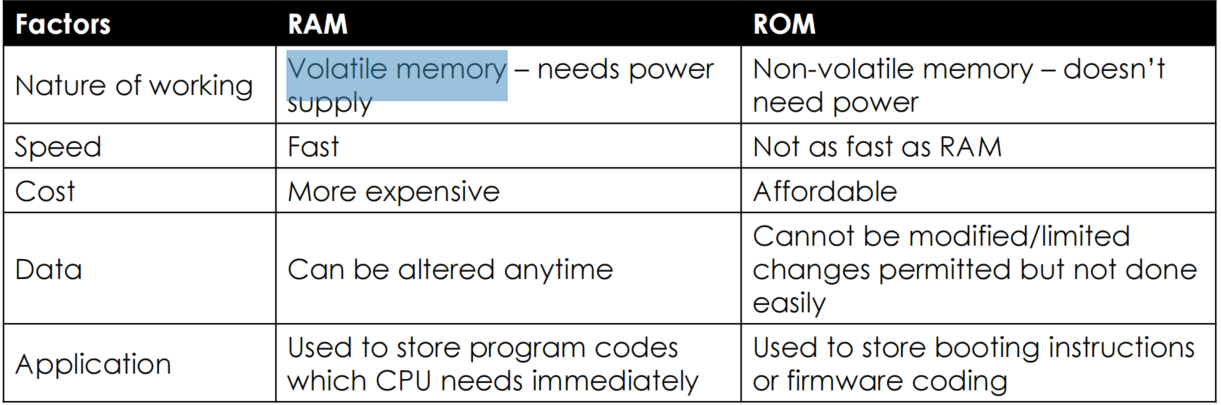 Factors RAM ROM
Nature of working
Volatile memory – needs power
supply
Non-volatile memory – doesn't
need power
Speed Fast Not as fast as RAM
Cost More expensive Affordable
Data
Can be altered anytime
Cannot be modified/limited
changes permitted but not done
easily
Application
Used to store program codes
which CPU needs immediately
Used to store booting instructions
or firmware coding